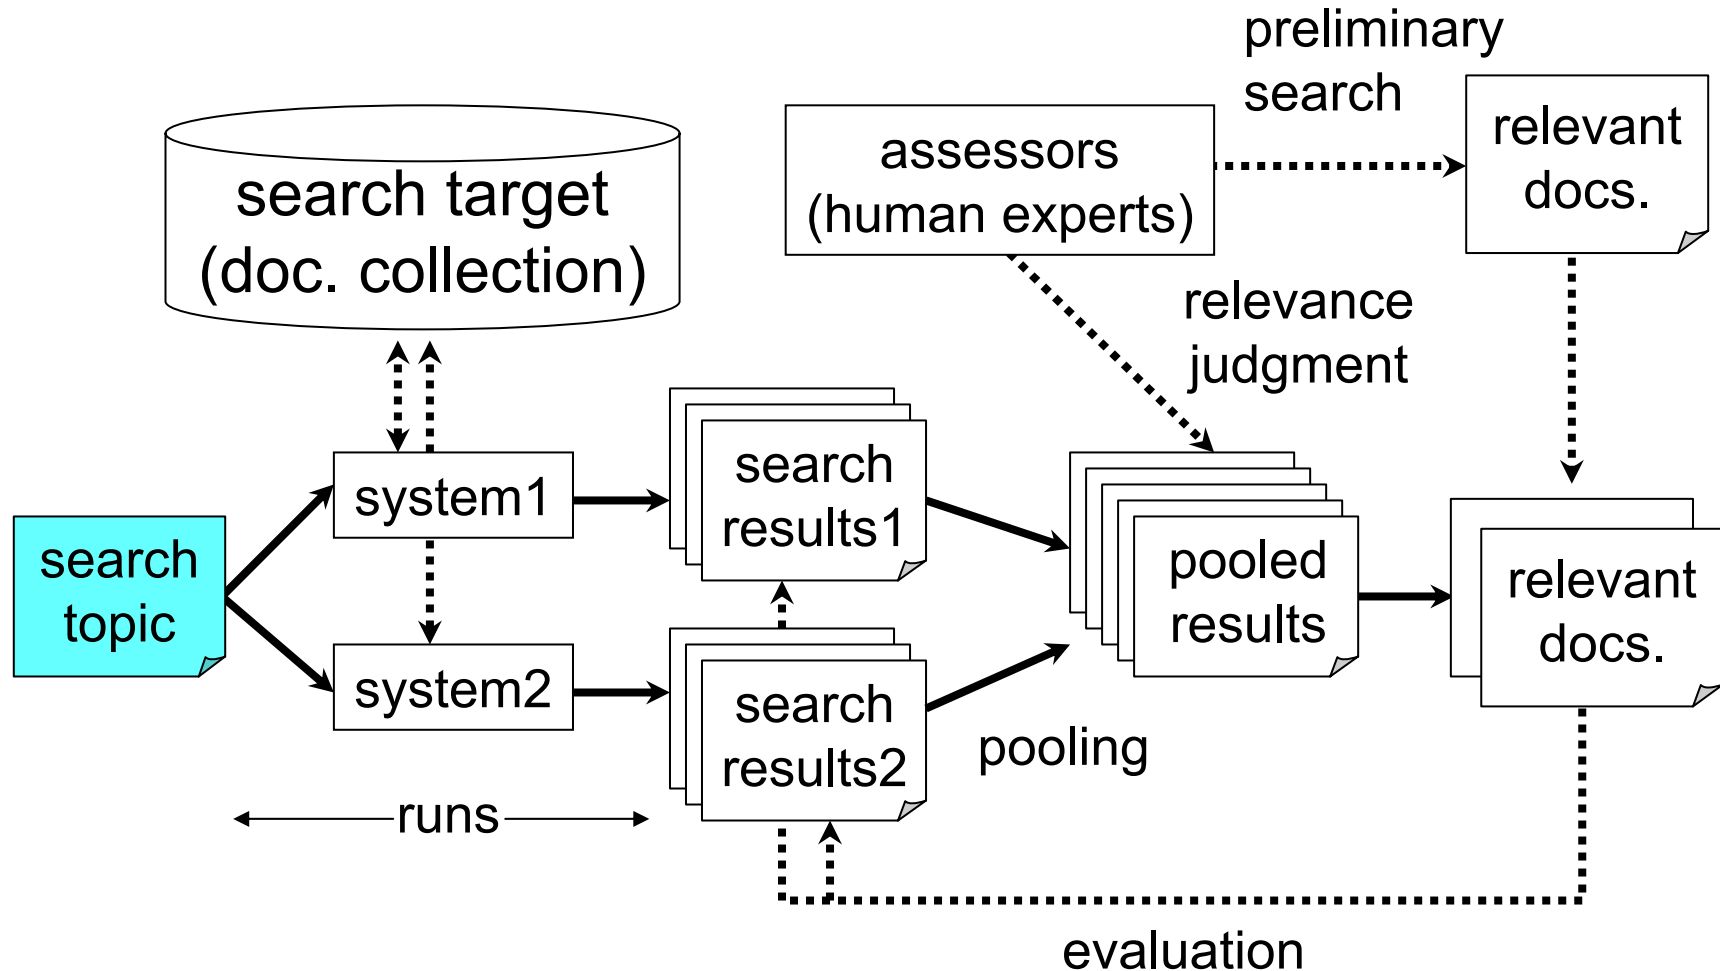 preliminary
search
relevant
docs.
assessors
(human experts)
search target
(doc. collection)
relevance
judgment
search
results1
system1
search
topic
pooled
results
relevant
docs.
system2
search
results2
pooling
runs
evaluation